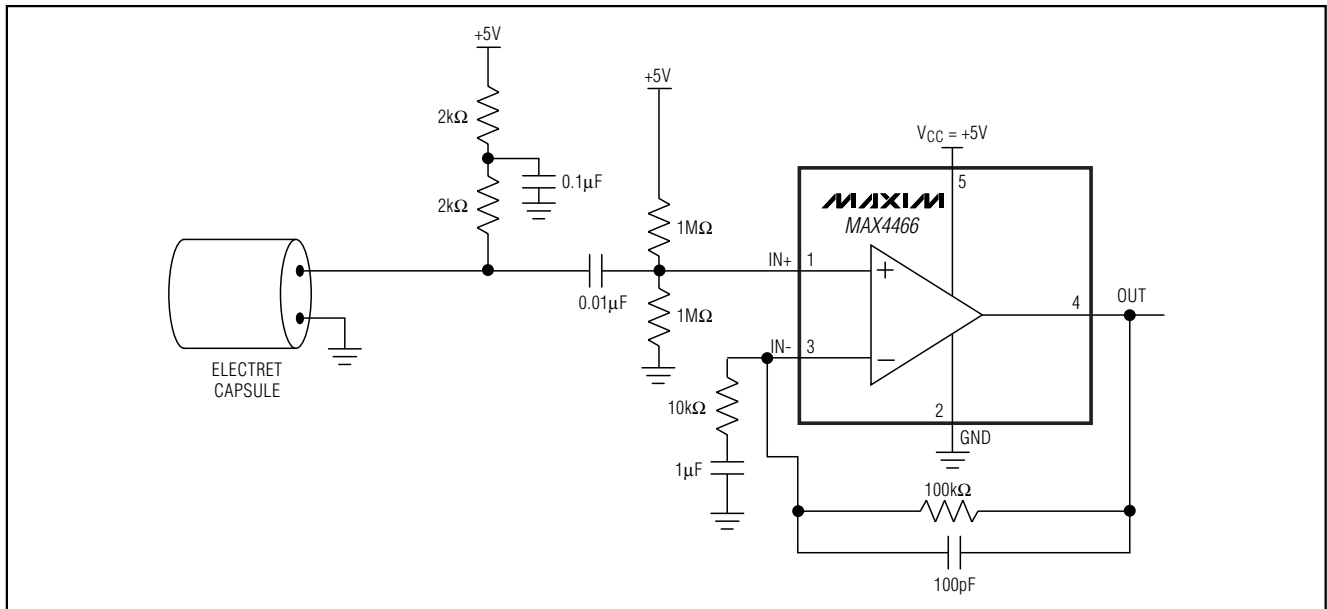 +5V
2kΩ
0.1μF
2kΩ
+5V
1MΩ
1MΩ
0.01μF
ELECTRET
CAPSULE
VCC = +5V
5
MAXIM
MAX4466
IN+
1
+
IN-
3
−
4
OUT
2
GND
10kΩ
1μF
100kΩ
100pF